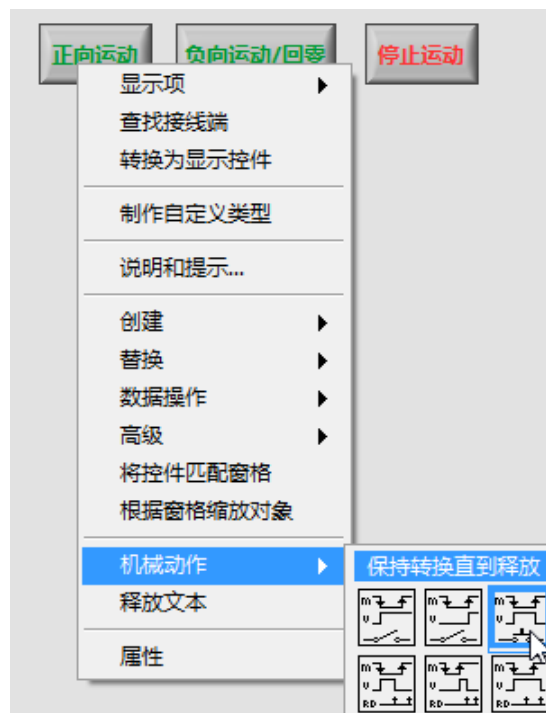 正向运动 负向运动/回零 停止运动
显示项
查找接线端
转换为显示控件
制作自定义类型
说明和提示...
创建
替换
数据操作
高级
将控件匹配窗格
根据窗格缩放对象
机械动作
保持转换直到释放
释放文本
m m m
v v v
属性
m m m
v v v
RD RD RD